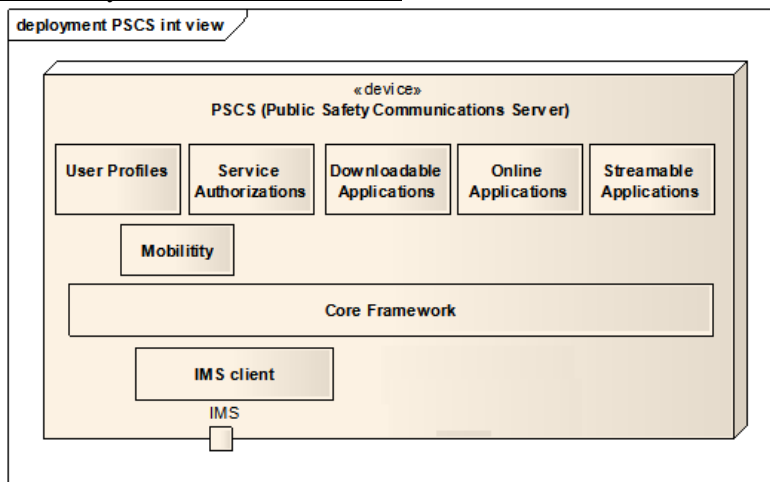 deployment PSCS int view
«device»
PSCS (Public Safety Communications Server)
User Profiles
Service
Authorizations
Downloadable
Applications
Online
Applications
Streamable
Applications
Mobilitity
Core Framework
IMS client
IMS